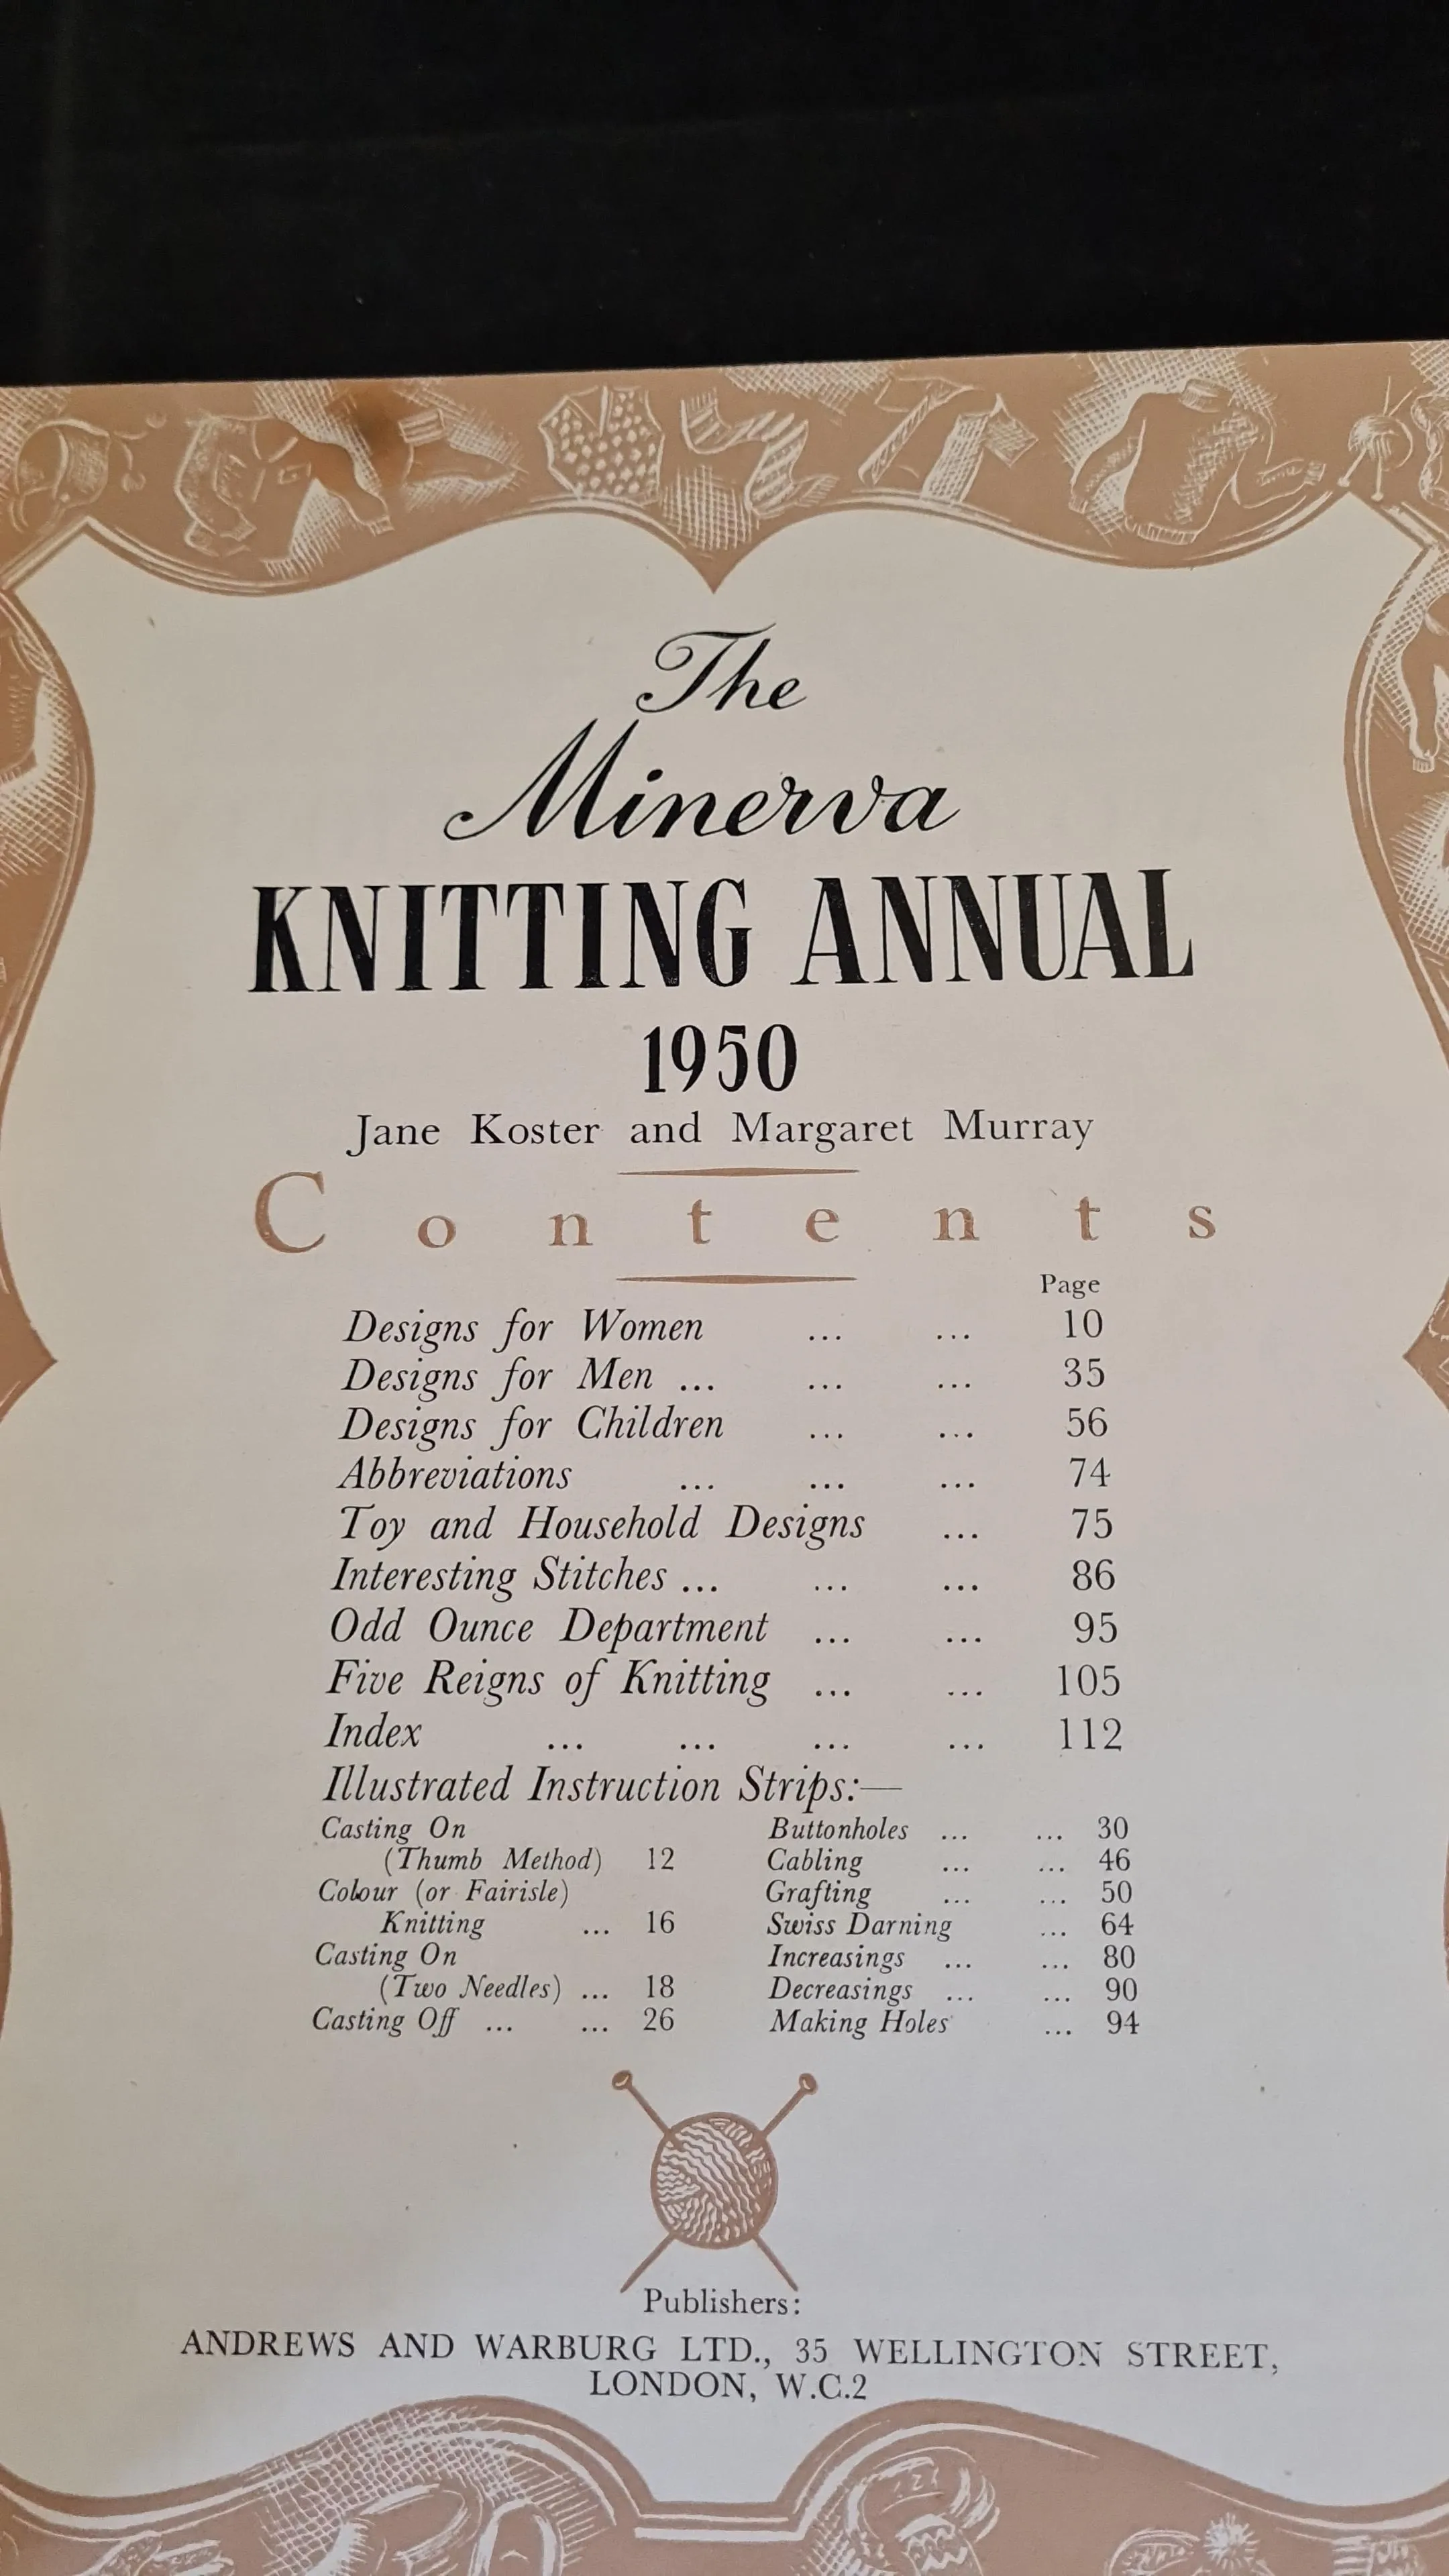 The
Minerva
KNITTING ANNUAL
1950
Jane Koster and Margaret Murray
Contents
Page
Designs for Women ... ... 10
Designs for Men ... ... ... 35
Designs for Children ... ... 56
Abbreviations ... ... ... 74
Toy and Household Designs ... 75
Interesting Stitches ... ... ... 86
Odd Ounce Department ... ... 95
Five Reigns of Knitting ... ... 105
Index ... ... ... ... 112
Illustrated Instruction Strips:—
Casting On
(Thumb Method) 12
Colour (or Fairisle)
Knitting ... 16
Casting On
(Two Needles) ... 18
Casting Off ... ... 26
Buttonholes ... ... 30
Cabling ... ... 46
Grafting ... ... 50
Swiss Darning ... 64
Increasings ... ... 80
Decreasings ... ... 90
Making Holes ... 94
Publishers:
ANDREWS AND WARBURG LTD., 35 WELLINGTON STREET,
LONDON, W.C.2